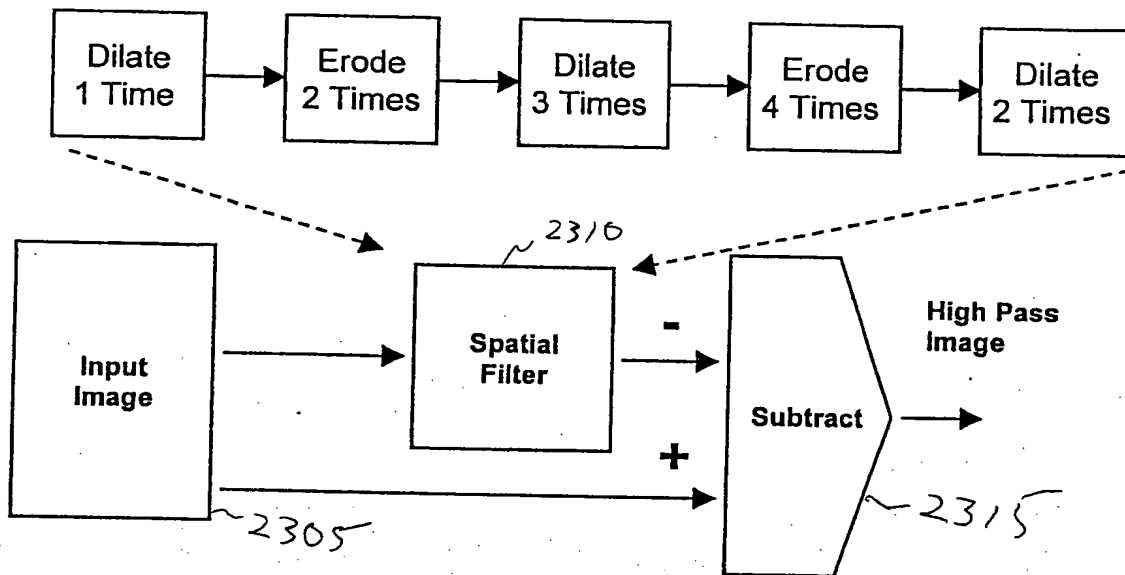 Dilate
1 Time
Erode
2 Times
Dilate
3 Times
Erode
4 Times
Dilate
2 Times
2310
Input
Image
Spatial
Filter
-
+
Subtract
High Pass
Image
2305
2315